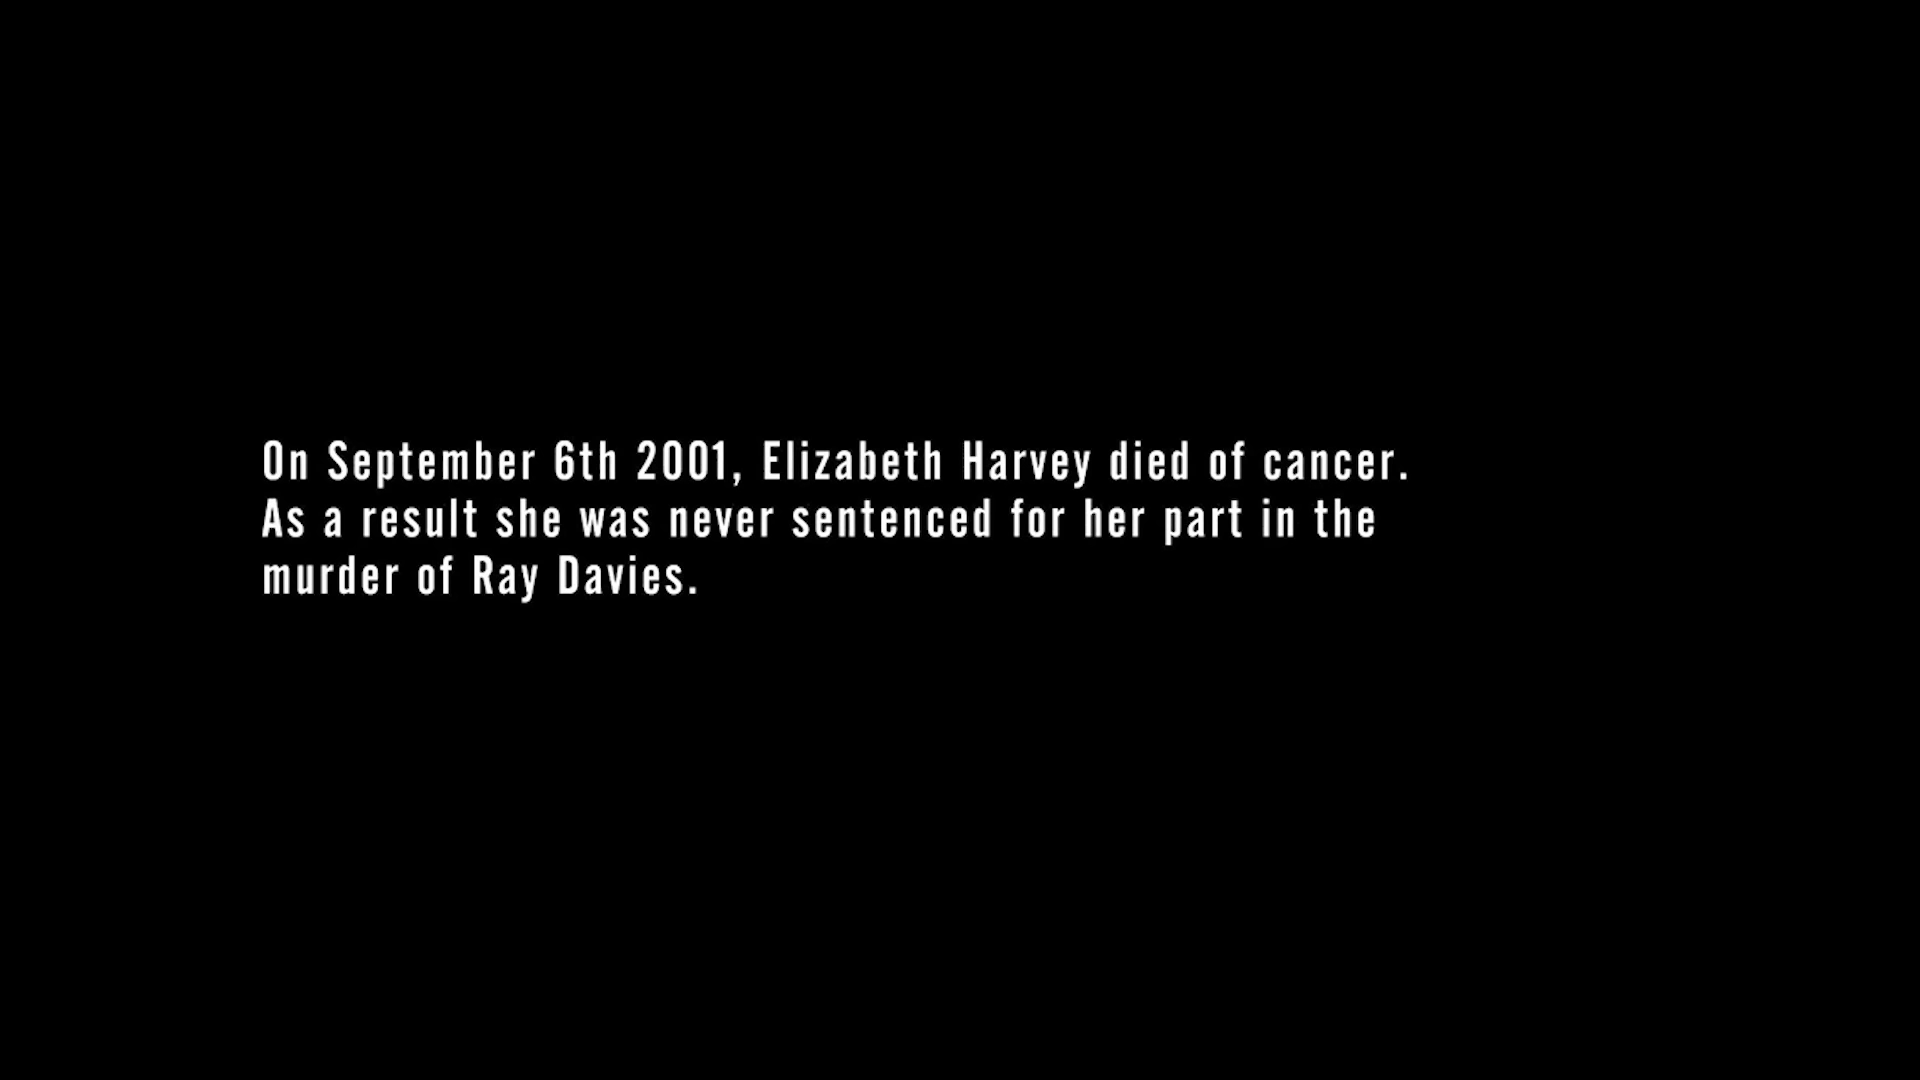 On September 6th 2001, Elizabeth Harvey died of cancer.
As a result she was never sentenced for her part in the
murder of Ray Davies.